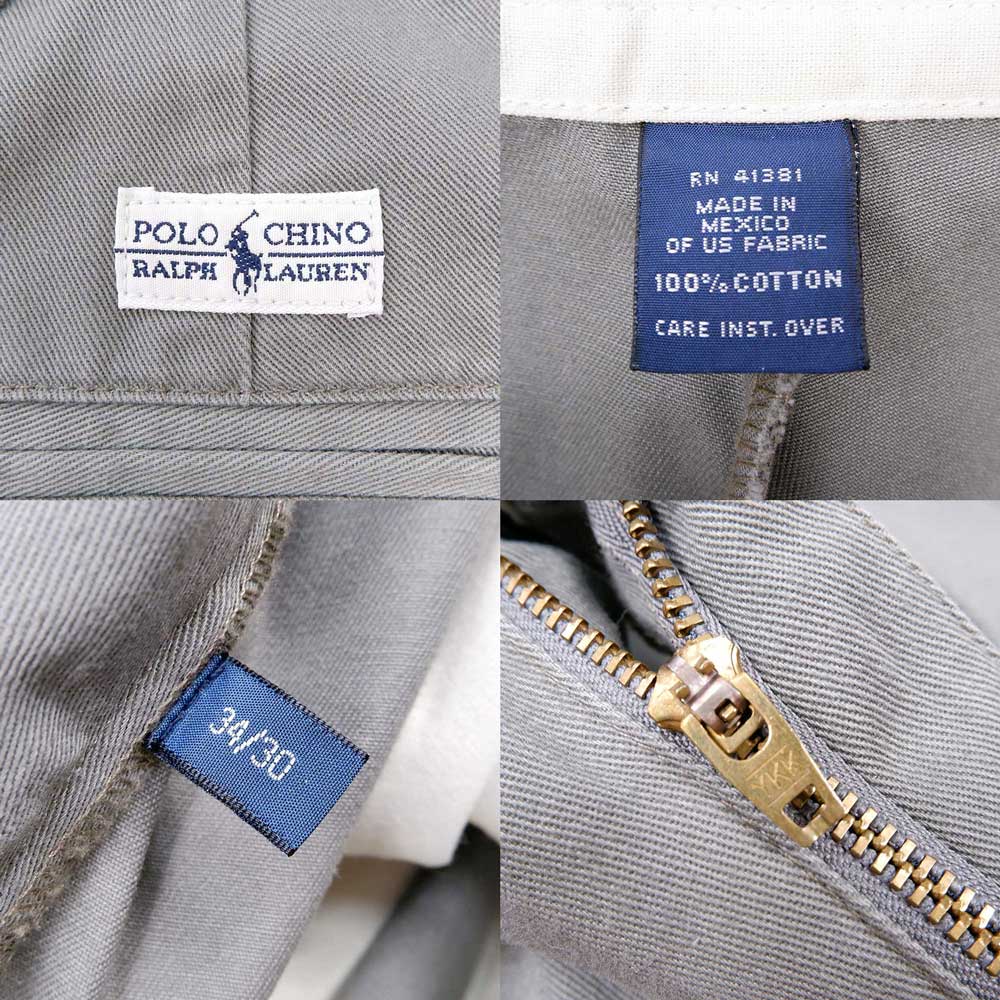 POLO CHINO
RALPH LAUREN
RN 41381
MADE IN
MEXICO
OF US FABRIC
100% COTTON
CARE INST. OVER
34/30
YKK